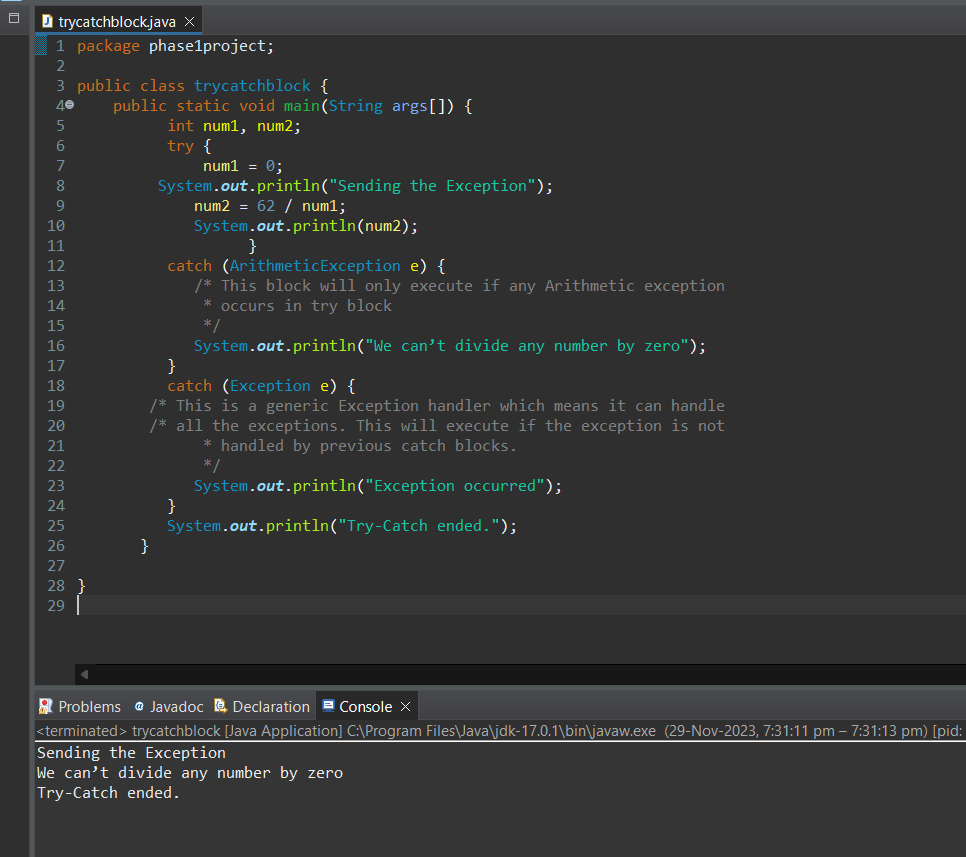 trycatchblock.java
1 package phase1project;
2
3 public class trycatchblock {
4 public static void main(String args[]) {
5 int num1, num2;
6 try {
7 num1 = 0;
8 System.out.println("Sending the Exception");
9 num2 = 62 / num1;
10 System.out.println(num2);
11 }
12 catch (ArithmeticException e) {
13 /* This block will only execute if any Arithmetic exception
14 * occurs in try block
15 */
16 System.out.println("We can’t divide any number by zero");
17 }
18 catch (Exception e) {
19 /* This is a generic Exception handler which means it can handle
20 /* all the exceptions. This will execute if the exception is not
21 * handled by previous catch blocks.
22 */
23 System.out.println("Exception occurred");
24 }
25 System.out.println("Try-Catch ended.");
26 }
27
28 }
29
Problems @ Javadoc Declaration Console
<terminated> trycatchblock [Java Application] C:\Program Files\Java\jdk-17.0.1\bin\javaw.exe (29-Nov-2023, 7:31:11 pm – 7:31:13 pm) [pid:
Sending the Exception
We can’t divide any number by zero
Try-Catch ended.